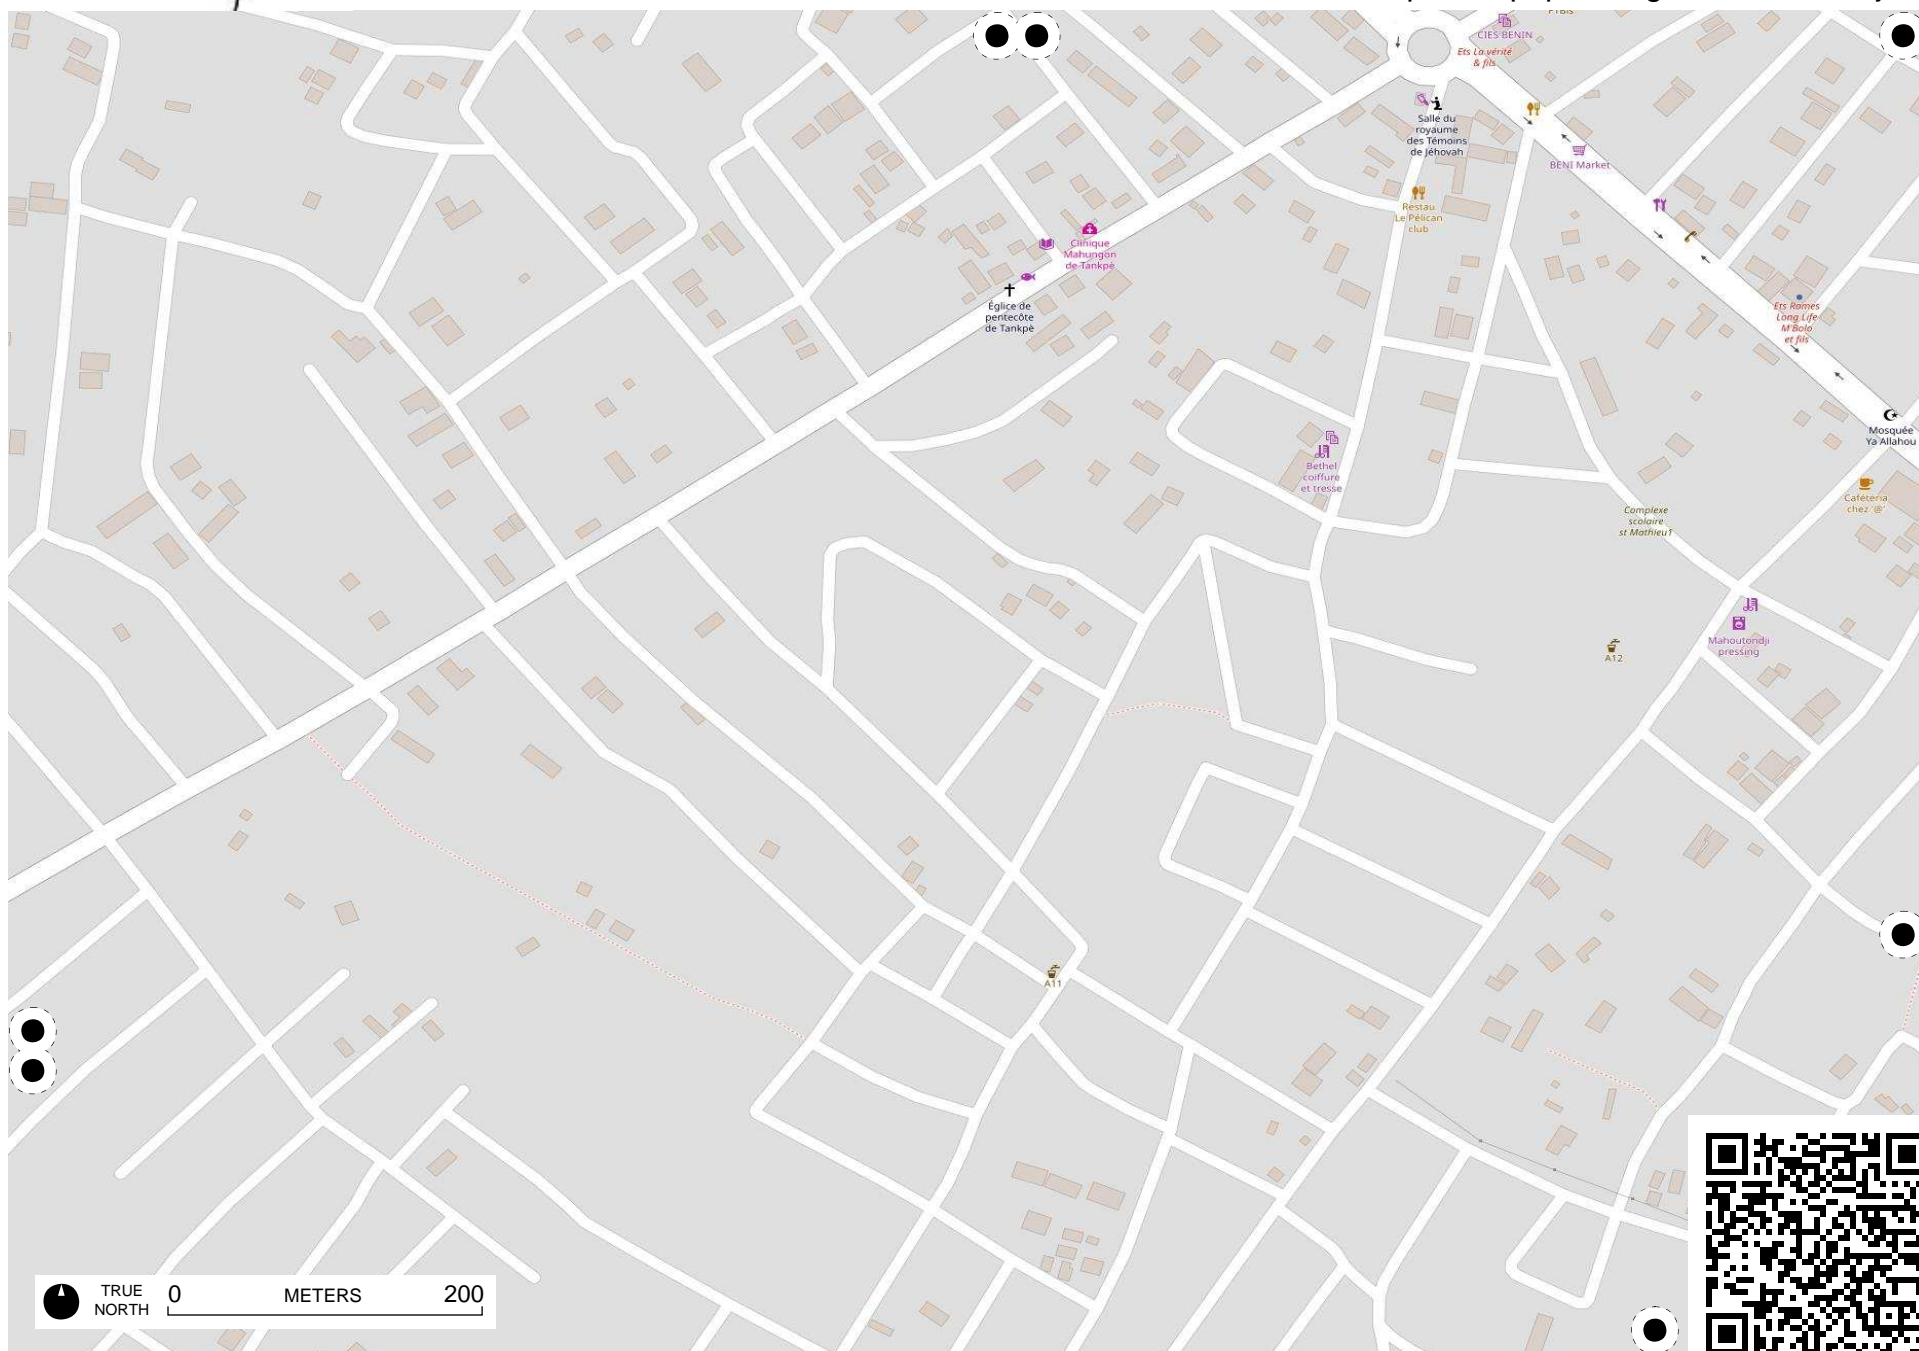 CIES BENIN
Ets La vérité
& fils
Salle du
royaume
des Témoins
de Jéhovah
BENI Market
Restau
Le Pélican
club
Clinique
Mahungon
de Tankpè
Église de
pentecôte
de Tankpè
Ets Rames
Long Life
M'Bolo
et fils
Mosquée
Ya Allahou
Bethel
coiffure
et tresse
Cafétéria
chez '@'
Complexe
scolaire
st Mathieu1
A12
Mahoutondji
pressing
A11
TRUE
NORTH
0 METERS 200